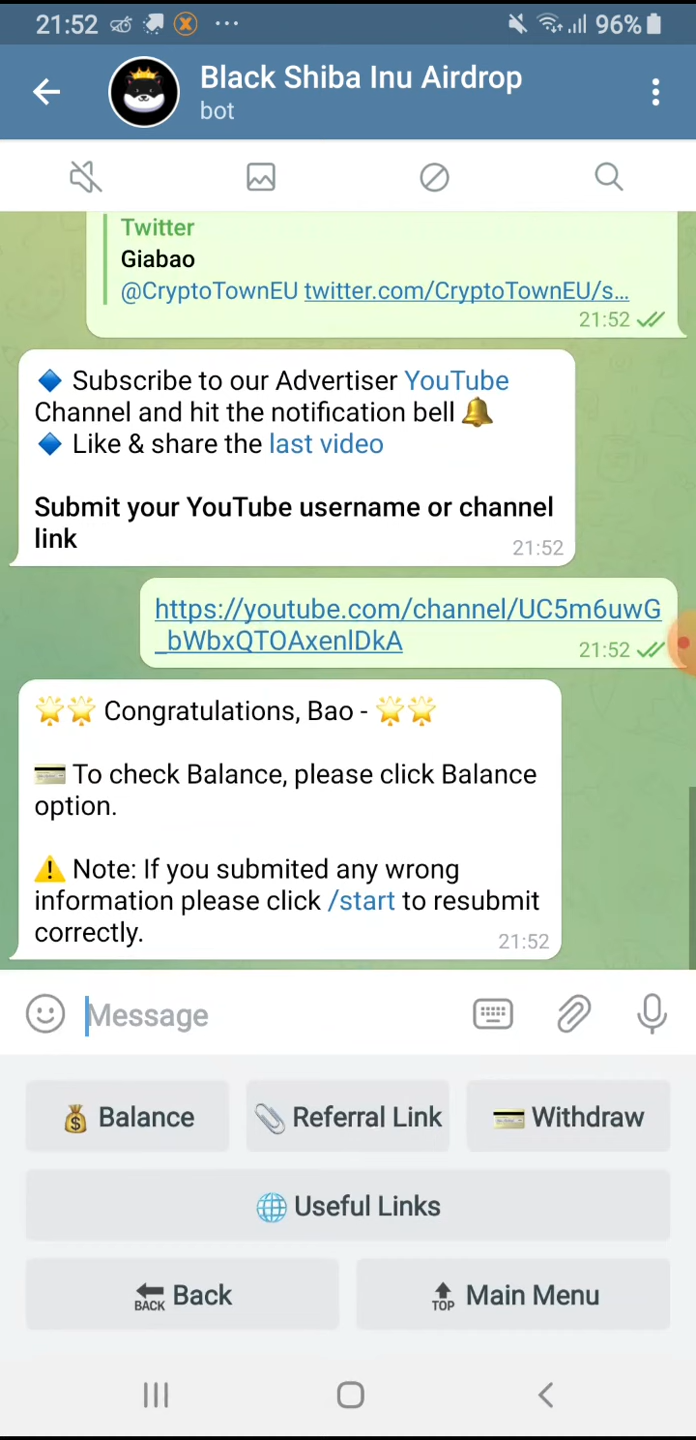 21:52 ... 96%
Black Shiba Inu Airdrop
bot
Twitter
Giabao
@CryptoTownEU twitter.com/CryptoTownEU/s...
21:52
🔷 Subscribe to our Advertiser YouTube
Channel and hit the notification bell 🔔
🔷 Like & share the last video
Submit your YouTube username or channel
link
21:52
https://youtube.com/channel/UC5m6uwG
_bWbxQTOAxenlDkA
21:52
🌟🌟 Congratulations, Bao - 🌟🌟
💳 To check Balance, please click Balance
option.
⚠️ Note: If you submited any wrong
information please click /start to resubmit
correctly.
21:52
Message
💰 Balance
📎 Referral Link
💳 Withdraw
🌐 Useful Links
BACK Back
TOP Main Menu